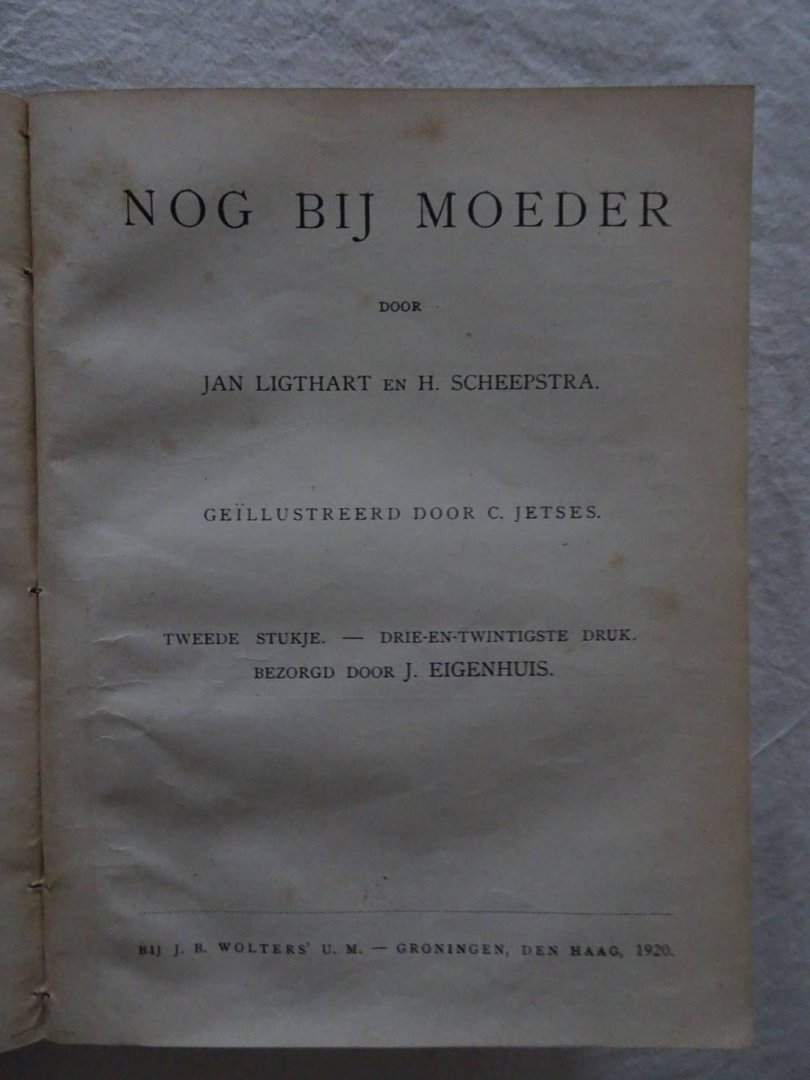 NOG BIJ MOEDER
DOOR
JAN LIGTHART EN H. SCHEEPSTRA.
GEÏLLUSTREERD DOOR C. JETSES.
TWEEDE STUKJE. — DRIE-EN-TWINTIGSTE DRUK.
BEZORGD DOOR J. EIGENHUIS.
BIJ J. B. WOLTERS' U. M. — GRONINGEN, DEN HAAG, 1920.